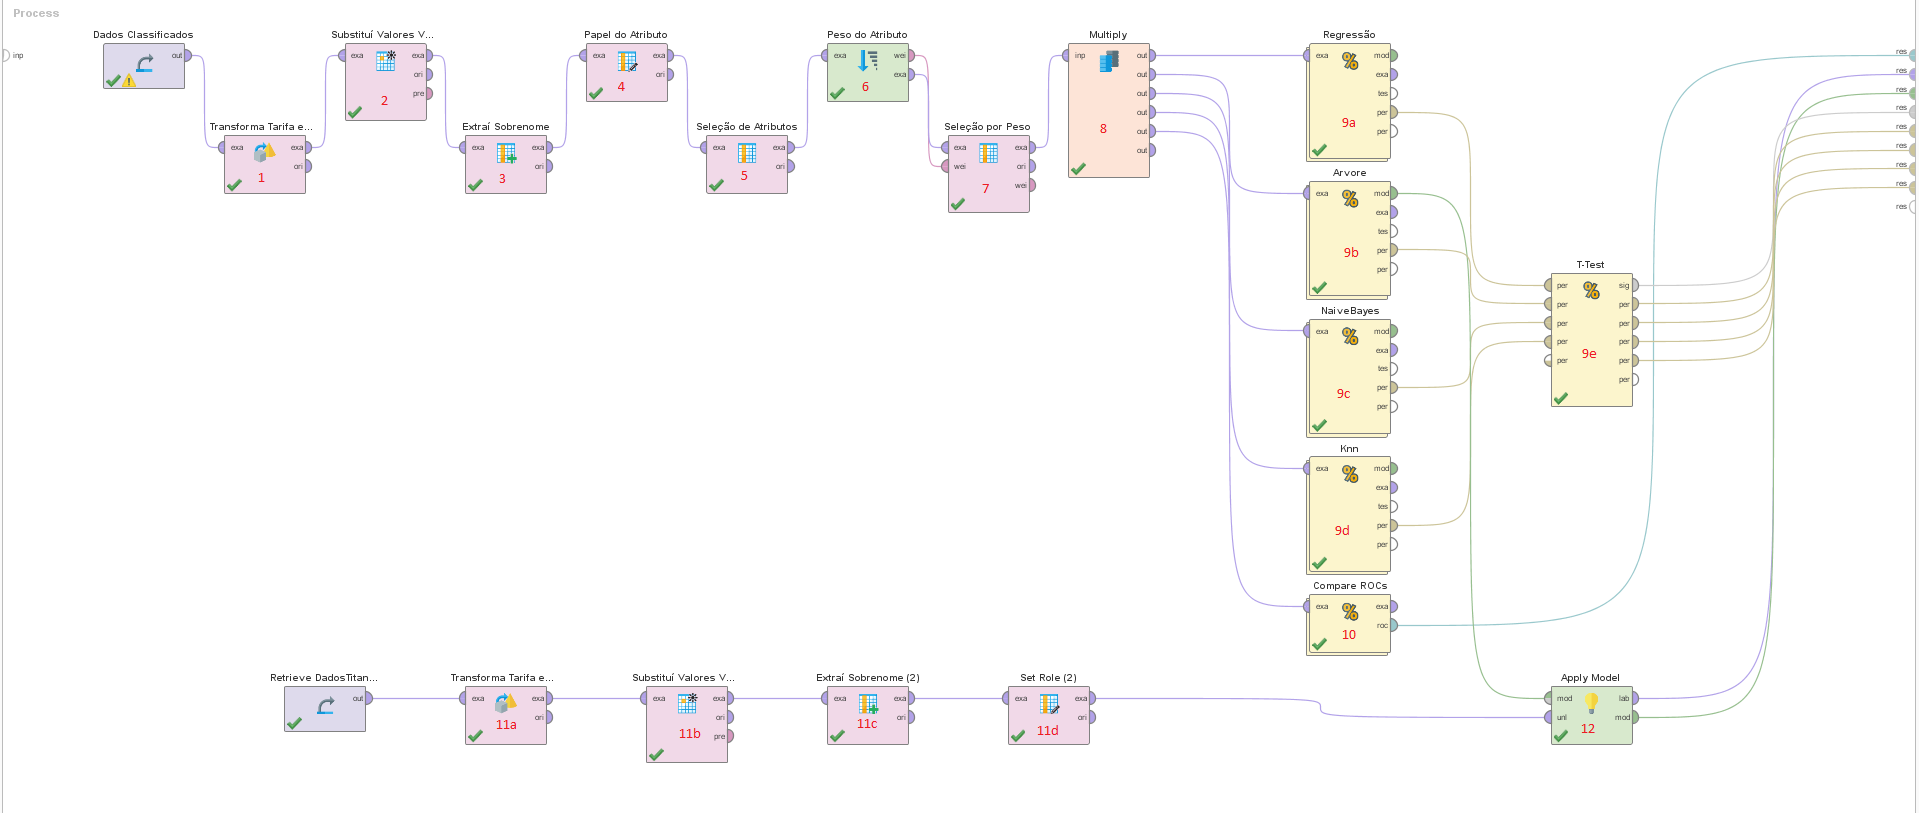 Process
inp
Dados Classificados
out
Transforma Tarifa e...
exa exa
ori
1
Substituí Valores V...
exa exa
ori
pre
2
Extraí Sobrenome
exa exa
ori
3
Papel do Atributo
exa exa
ori
4
Seleção de Atributos
exa exa
ori
5
Peso do Atributo
exa wei
exa
6
Seleção por Peso
exa exa
wei ori
wei
7
Multiply
inp out
out
out
out
out
out
8
Regressão
exa mod
exa
tes
per
per
9a
Arvore
exa mod
exa
tes
per
per
9b
NaiveBayes
exa mod
exa
tes
per
per
9c
Knn
exa mod
exa
tes
per
per
9d
Compare ROCs
exa exa
roc
10
T-Test
per sig
per per
per per
per per
per per
per
9e
res
res
res
res
res
res
res
res
res
Retrieve DadosTitan...
out
Transforma Tarifa e...
exa exa
ori
11a
Substituí Valores V...
exa exa
ori
pre
11b
Extraí Sobrenome (2)
exa exa
ori
11c
Set Role (2)
exa exa
ori
11d
Apply Model
mod lab
unl mod
12